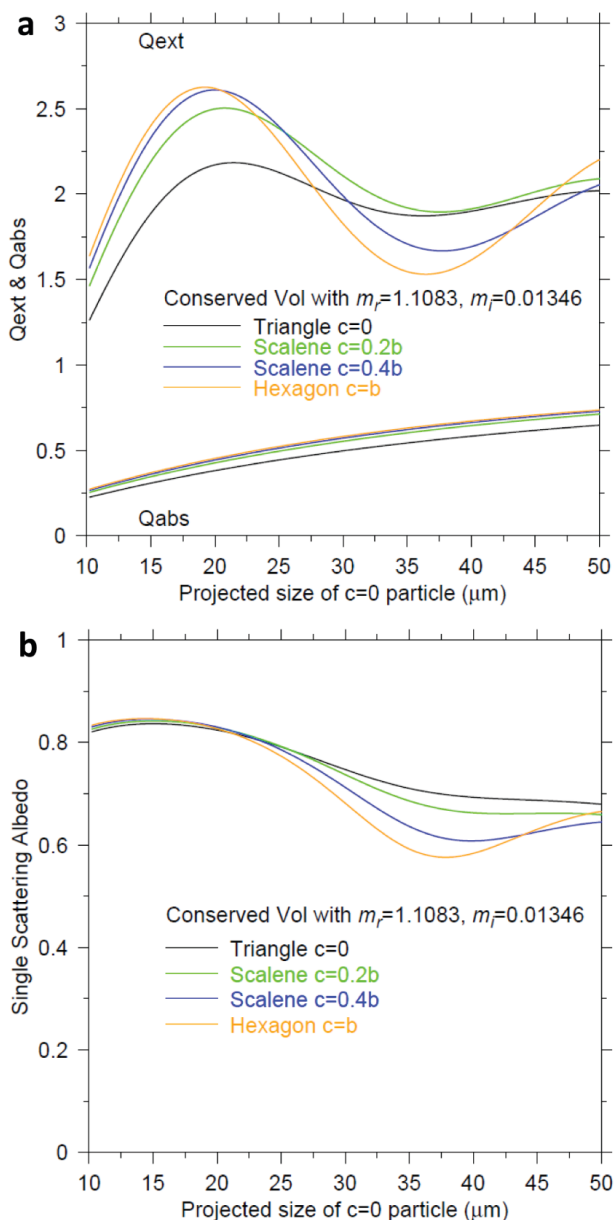 a
3
Qext
2.5
2
1.5
1
0.5
0
Qext & Qabs
Conserved Vol with mr=1.1083, mi=0.01346
Triangle c=0
Scalene c=0.2b
Scalene c=0.4b
Hexagon c=b
Qabs
10 15 20 25 30 35 40 45 50
Projected size of c=0 particle (μm)
b
1
0.8
0.6
0.4
0.2
0
Single Scattering Albedo
Conserved Vol with mr=1.1083, mi=0.01346
Triangle c=0
Scalene c=0.2b
Scalene c=0.4b
Hexagon c=b
10 15 20 25 30 35 40 45 50
Projected size of c=0 particle (μm)